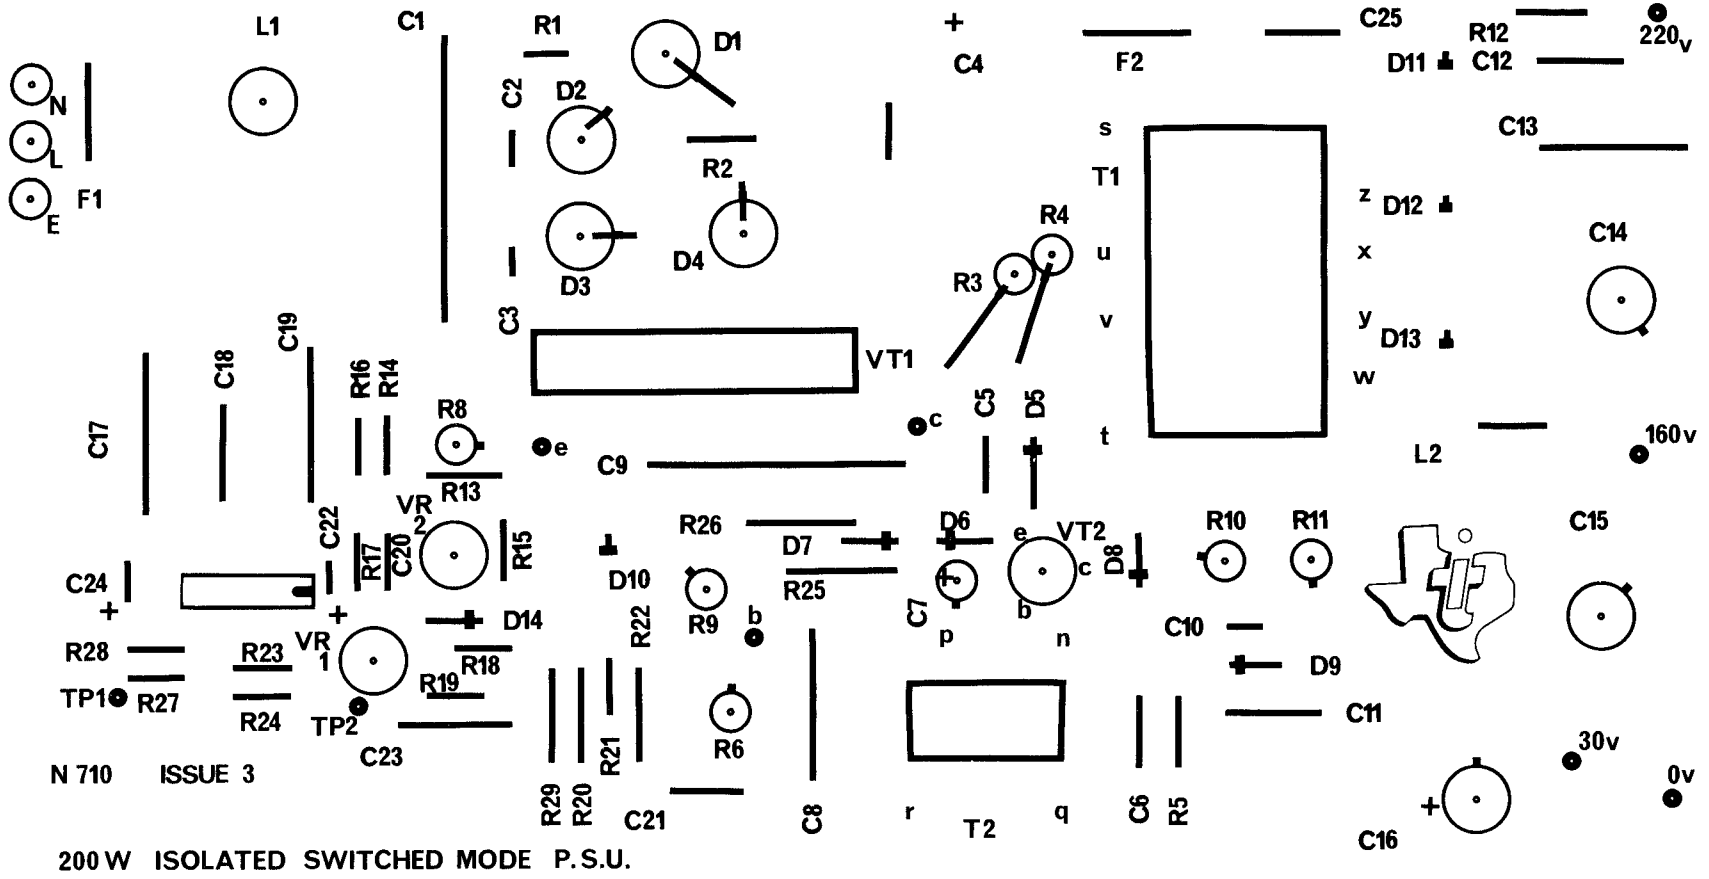 L1
C1
R1
D1
+
C4
F2
C25
R12
220v
D11
C12
N
L
E
F1
C2
D2
R2
D4
D3
C3
s
T1
u
v
t
z
x
y
w
D12
D13
C13
C14
R4
R3
C19
C18
C17
R16
R14
R8
R13
VT1
e
c
C9
C5
D5
L2
160v
VR
2
C22
R17
C20
R15
R26
D7
D6
e
VT2
c
b
D8
R10
R11
C15
C24
+
+
D10
R25
+
C7
R9
b
R22
D14
p
n
C10
R28
R23
VR
1
R18
D9
TP1
R27
R24
R19
TP2
C23
R21
R6
C11
N 710 ISSUE 3
R29
R20
C21
C8
r
T2
q
C6
R5
30v
0v
+
C16
200 W ISOLATED SWITCHED MODE P.S.U.